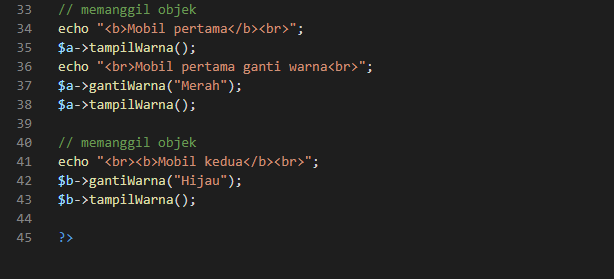 33 // memanggil objek
34 echo "<b>Mobil pertama</b><br>";
35 $a->tampilWarna();
36 echo "<br>Mobil pertama ganti warna<br>";
37 $a->gantiWarna("Merah");
38 $a->tampilWarna();
39
40 // memanggil objek
41 echo "<br><b>Mobil kedua</b><br>";
42 $b->gantiWarna("Hijau");
43 $b->tampilWarna();
44
45 ?>